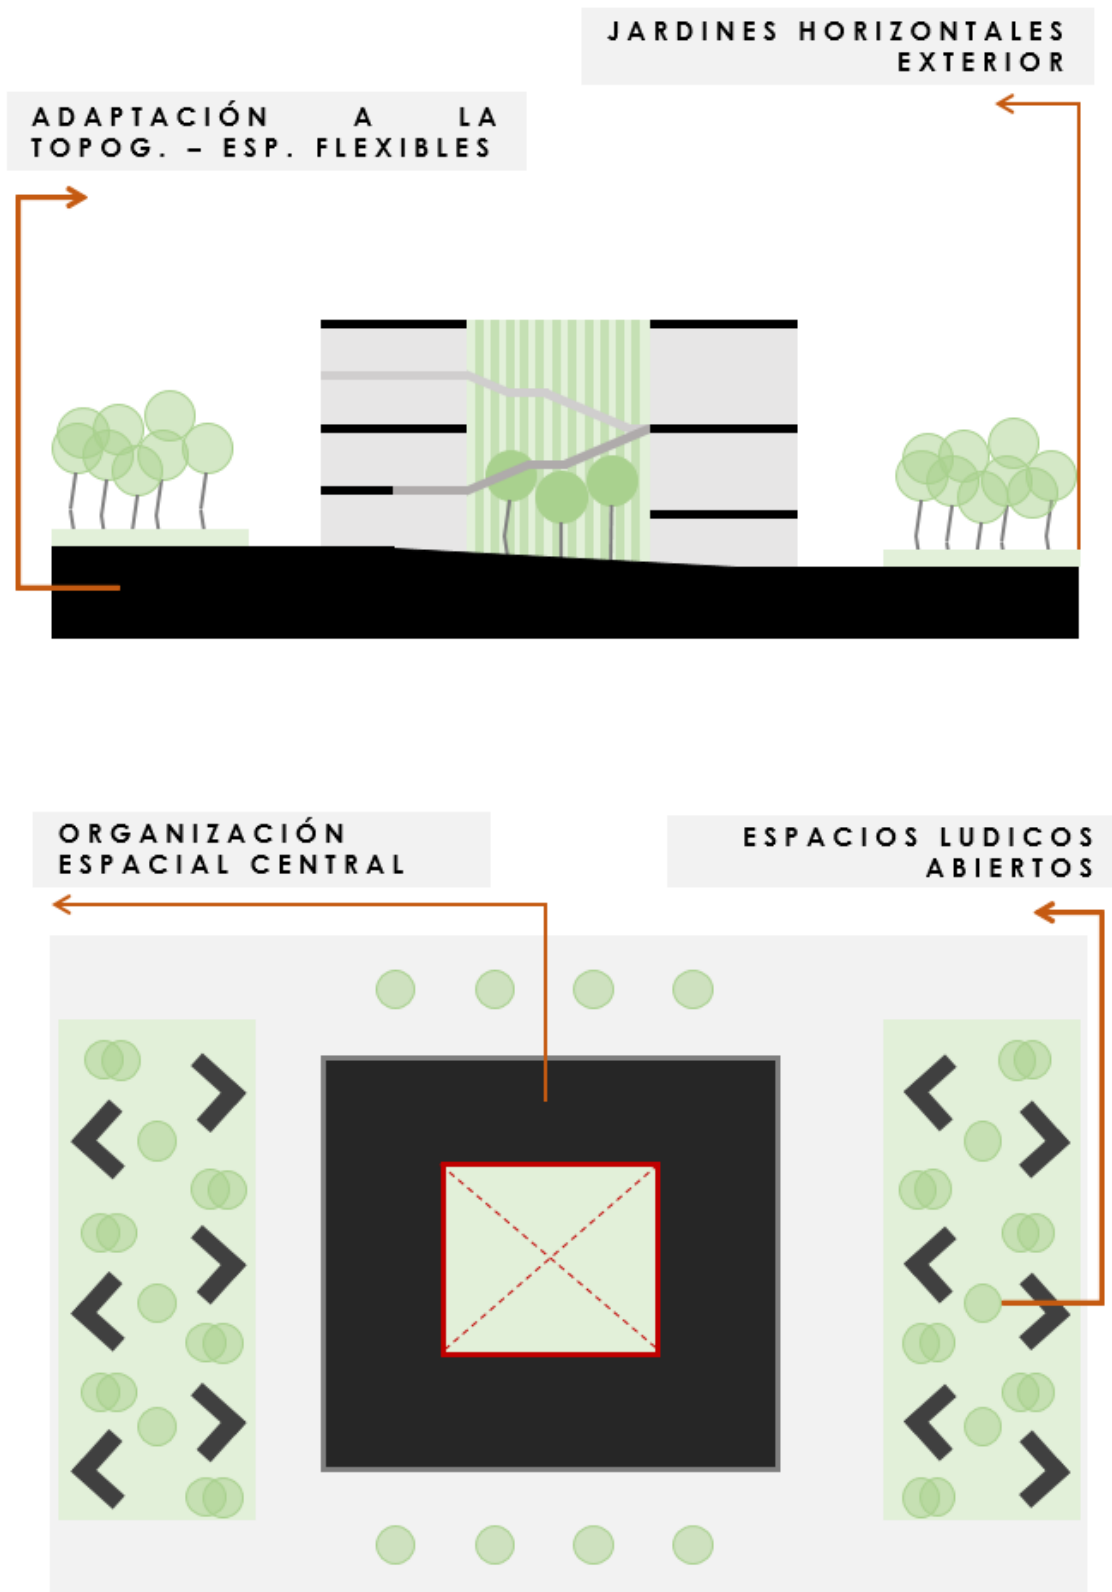 JARDINES HORIZONTALES
EXTERIOR
ADAPTACIÓN A LA
TOPOG. – ESP. FLEXIBLES
ORGANIZACIÓN
ESPACIAL CENTRAL
ESPACIOS LUDICOS
ABIERTOS